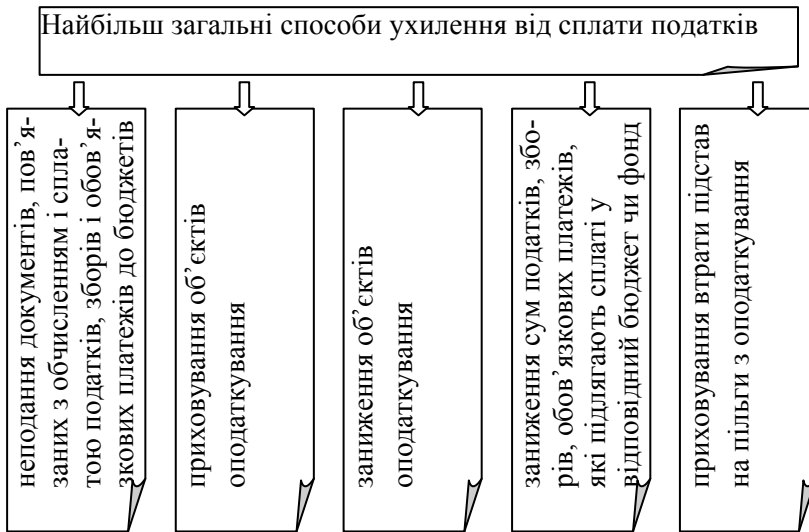 Найбільш загальні способи ухилення від сплати податків
неподання документів, пов’я-
заних з обчисленням і спла-
тою податків, зборів і обов’я-
зкових платежів до бюджетів
приховування об’єктів
оподаткування
заниження об’єктів
оподаткування
заниження сум податків, збо-
рів, обов’язкових платежів,
які підлягають сплаті у
відповідний бюджет чи фонд
приховування втрати підстав
на пільги з оподаткування